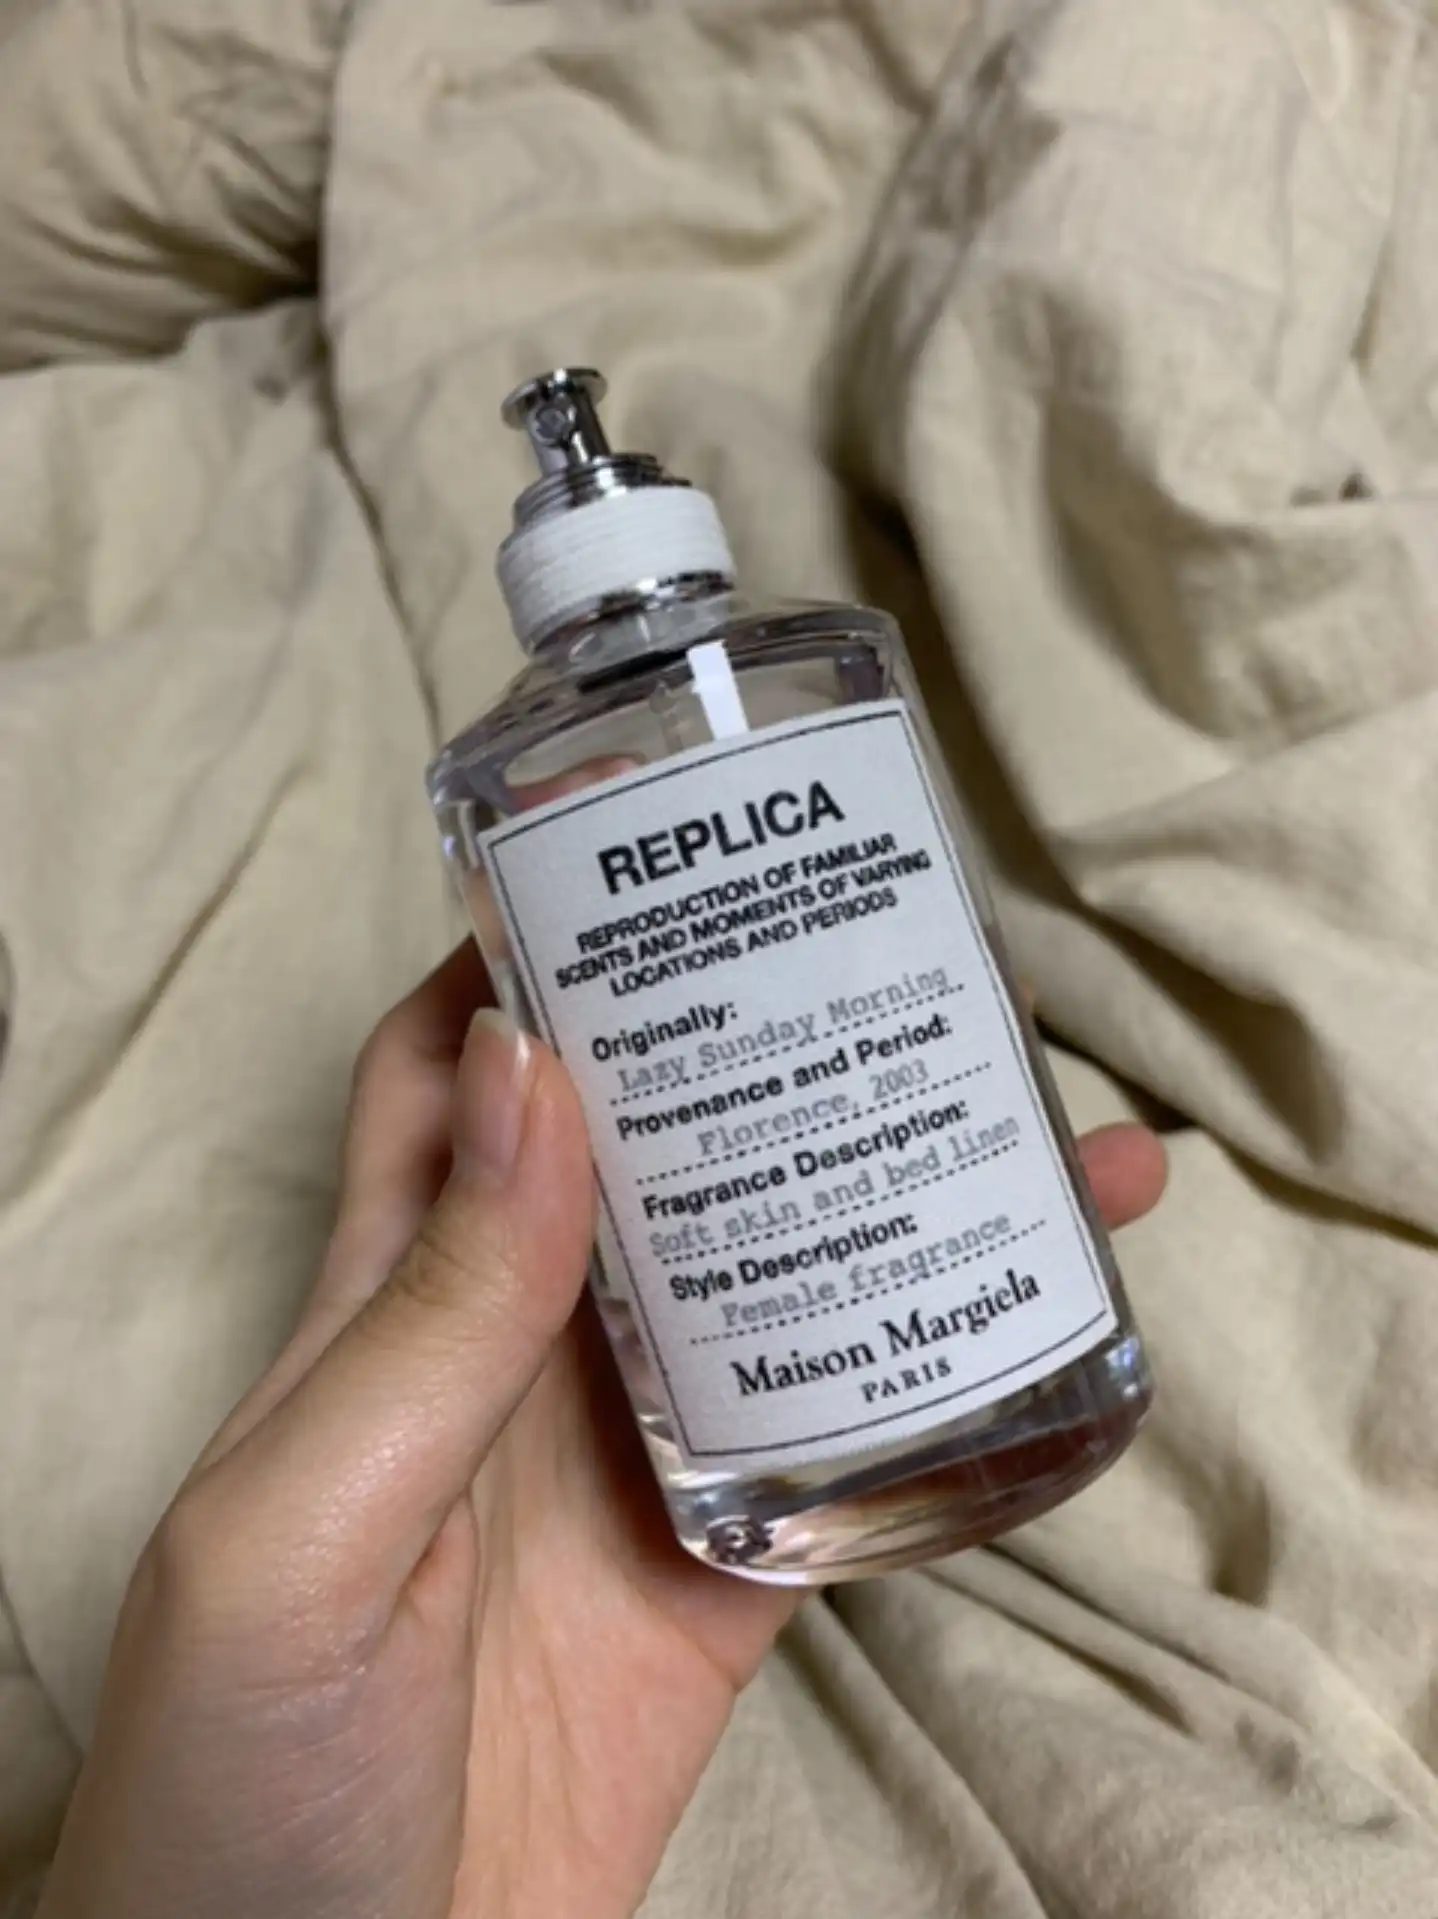 REPLICA
REPRODUCTION OF FAMILIAR
SCENTS AND MOMENTS OF VARYING
LOCATIONS AND PERIODS
Originally:
Lazy Sunday Morning
Provenance and Period:
Florence, 2003
Fragrance Description:
Soft skin and bed linen
Style Description:
Female fragrance
Maison Margiela
PARIS